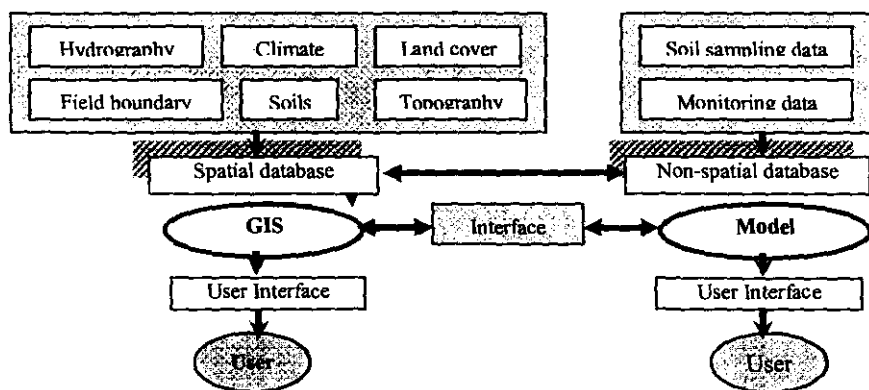 Hydrography Climate Land cover
Soil sampling data
Field boundary Soils Topography
Monitoring data
Spatial database
Non-spatial database
GIS
Interface
Model
User Interface
User Interface
User
User